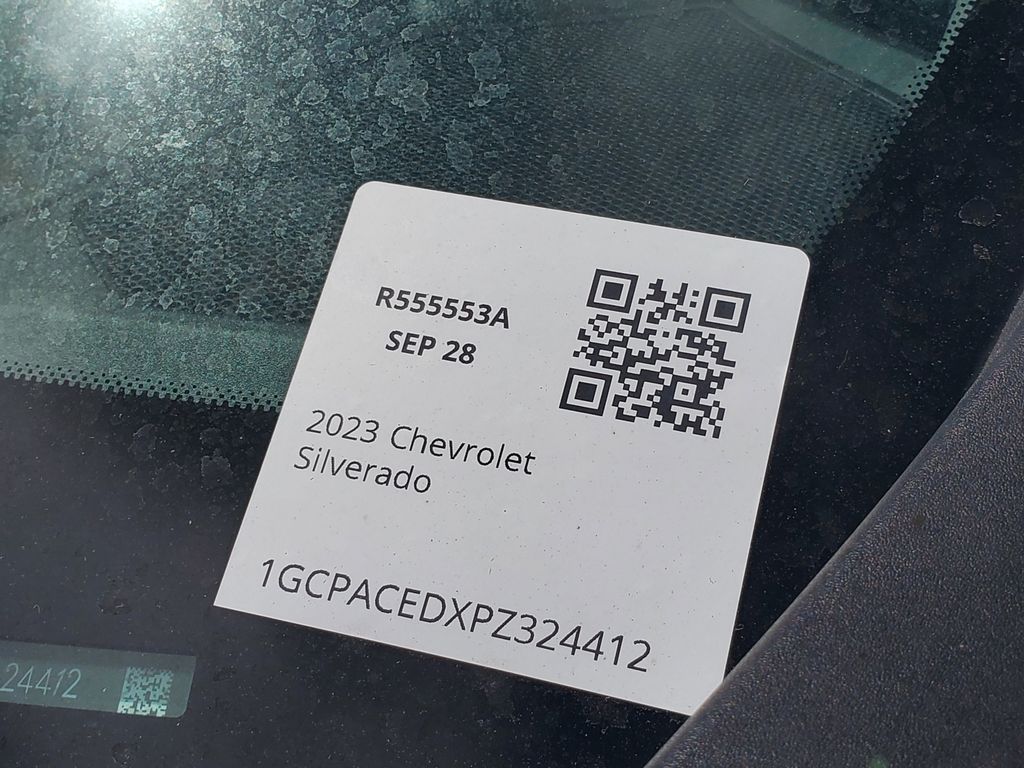 R555553A
SEP 28
2023 Chevrolet
Silverado
1GCPACEDXPZ324412
24412